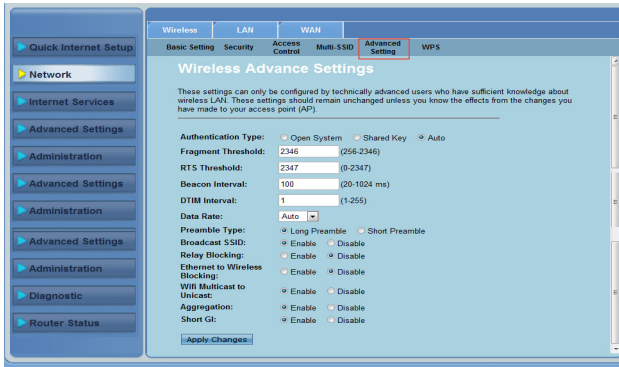 Wireless LAN WAN
Basic Setting Security Access Control Multi-SSID Advanced Setting WPS
Quick Internet Setup
Network
Internet Services
Advanced Settings
Administration
Advanced Settings
Administration
Advanced Settings
Administration
Diagnostic
Router Status
Wireless Advance Settings
These settings can only be configured by technically advanced users who have sufficient knowledge about
wireless LAN. These settings should remain unchanged unless you know the effects from the changes you
have made to your access point (AP).
Authentication Type: Open System Shared Key Auto
Fragment Threshold: 2346 (256-2346)
RTS Threshold: 2347 (0-2347)
Beacon Interval: 100 (20-1024 ms)
DTIM Interval: 1 (1-255)
Data Rate: Auto
Preamble Type: Long Preamble Short Preamble
Broadcast SSID: Enable Disable
Relay Blocking: Enable Disable
Ethernet to Wireless
Blocking: Enable Disable
Wifi Multicast to
Unicast: Enable Disable
Aggregation: Enable Disable
Short GI: Enable Disable
Apply Changes